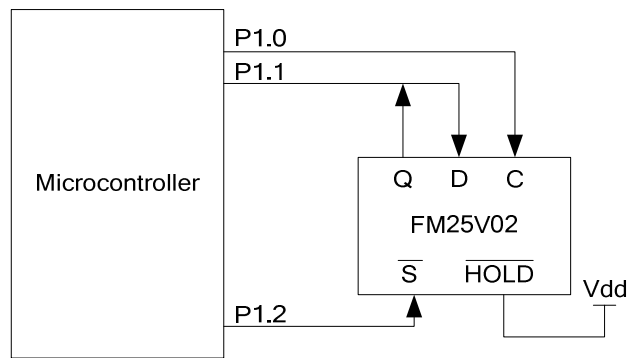 P1.0
P1.1
Microcontroller
Q D C
FM25V02
S HOLD
Vdd
P1.2